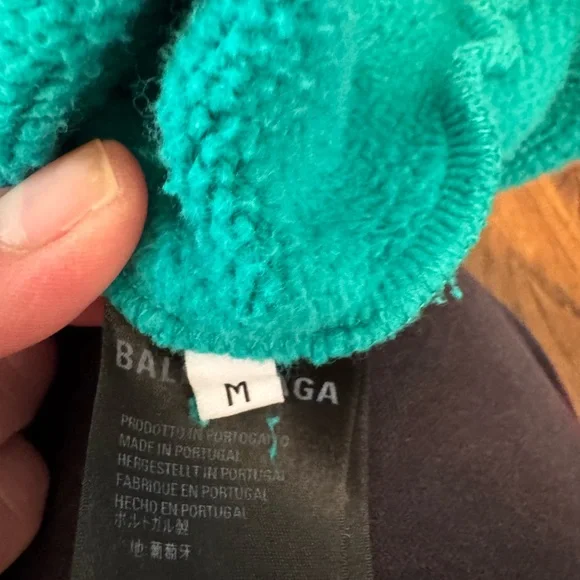 BAL GA
M
PRODOTTO IN PORTOGALLO
MADE IN PORTUGAL
HERGESTELLT IN PORTUGAL
FABRIQUE EN PORTUGAL
HECHO EN PORTUGAL
ポルトガル製
地:葡萄牙